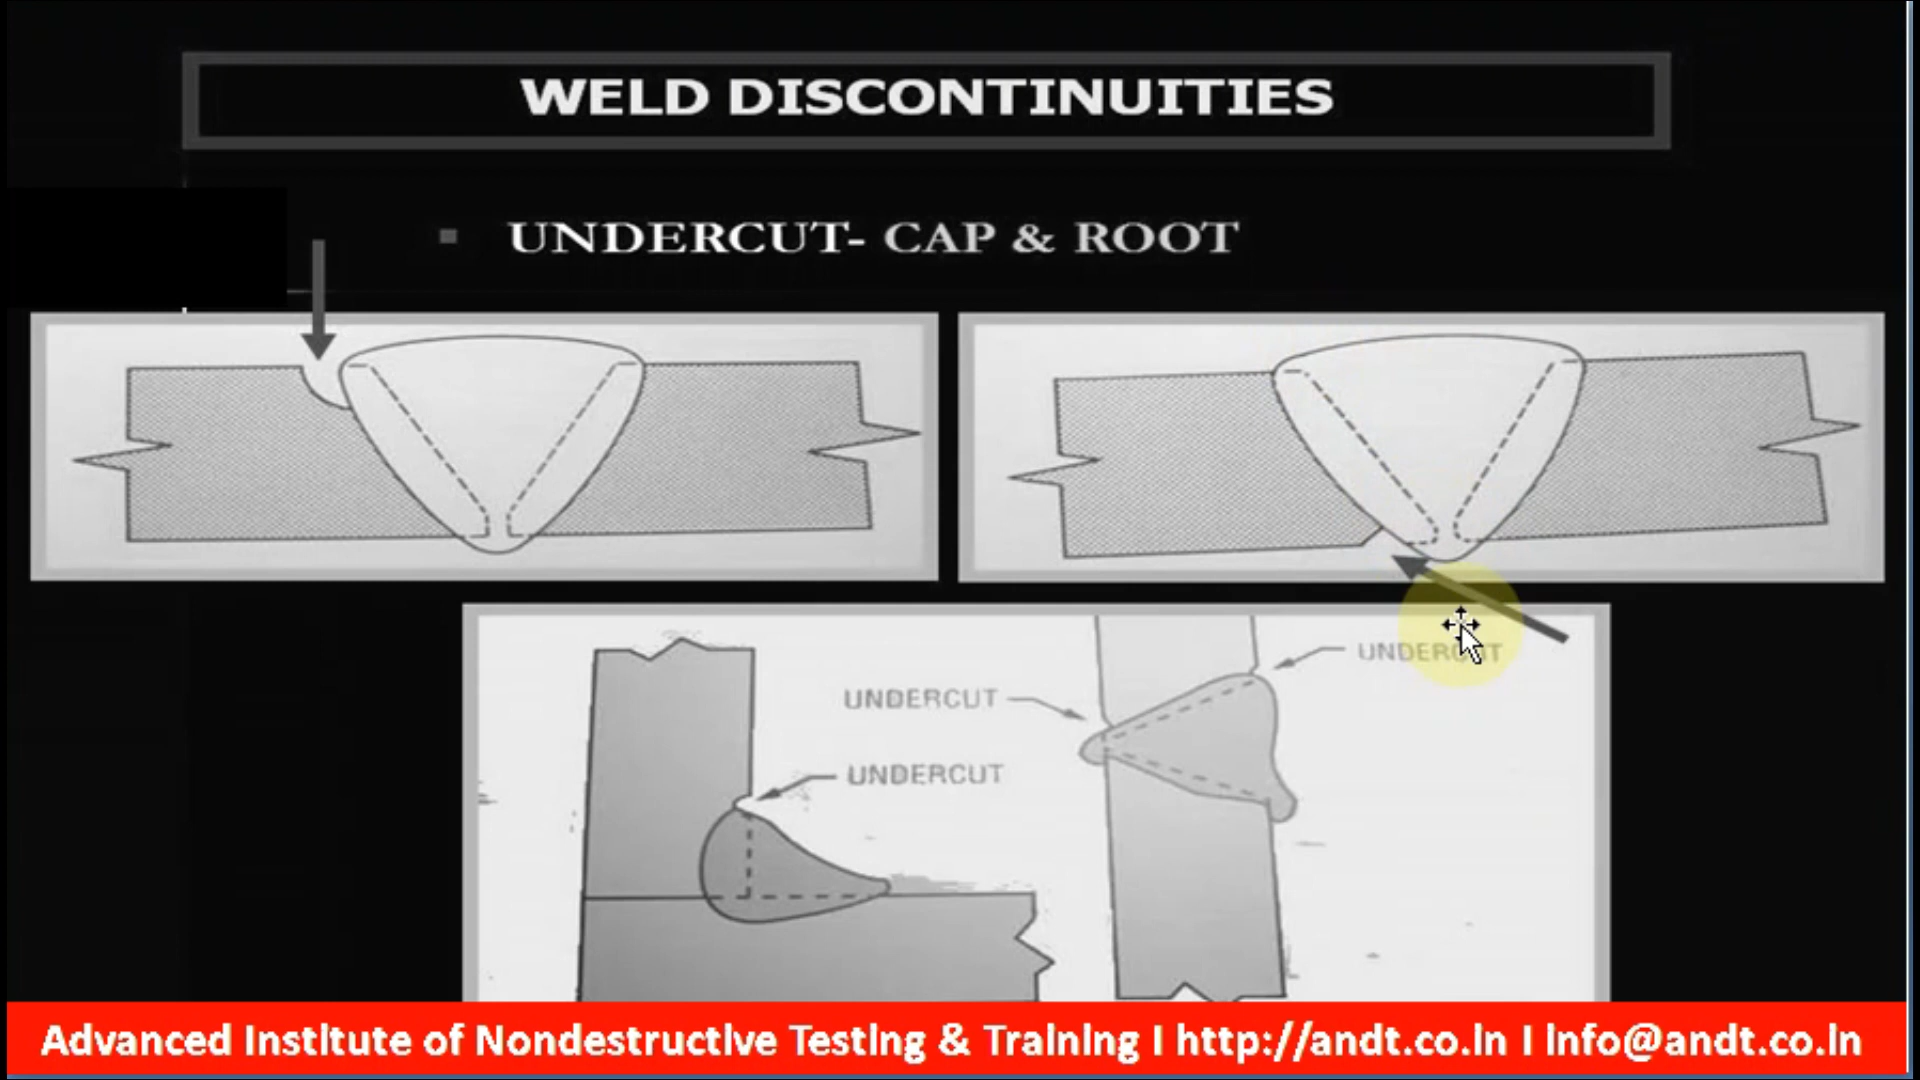 WELD DISCONTINUITIES
UNDERCUT- CAP & ROOT
UNDERCUT
UNDERCUT
UNDERCUT
Advanced Institute of Nondestructive Testing & Training I http://andt.co.in I info@andt.co.in